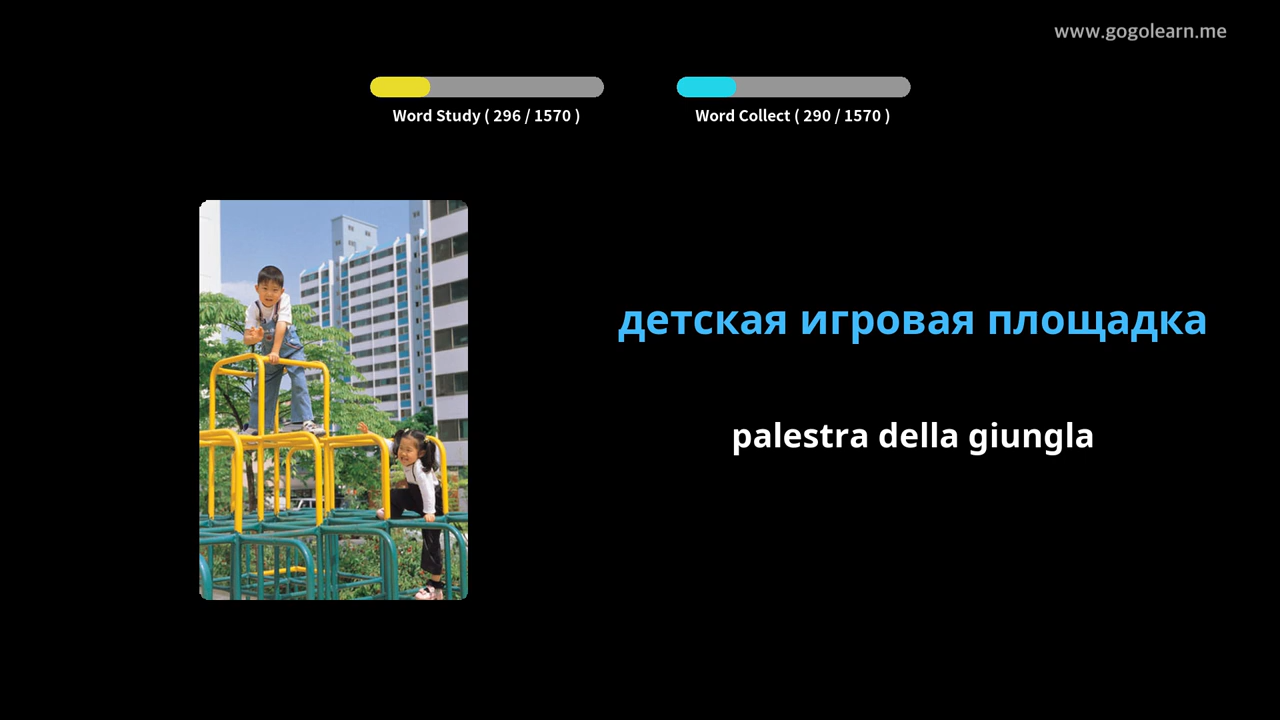 www.gogolearn.me
Word Study ( 296 / 1570 )
Word Collect ( 290 / 1570 )
детская игровая площадка
palestra della giungla